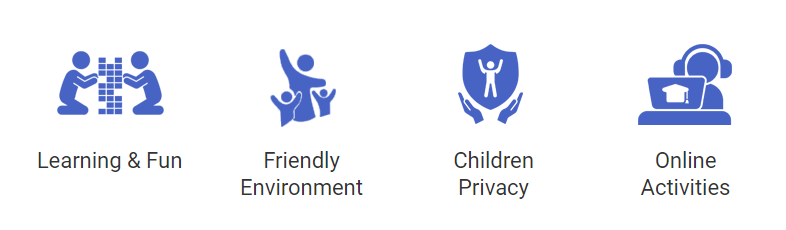 Learning & Fun
Friendly
Environment
Children
Privacy
Online
Activities